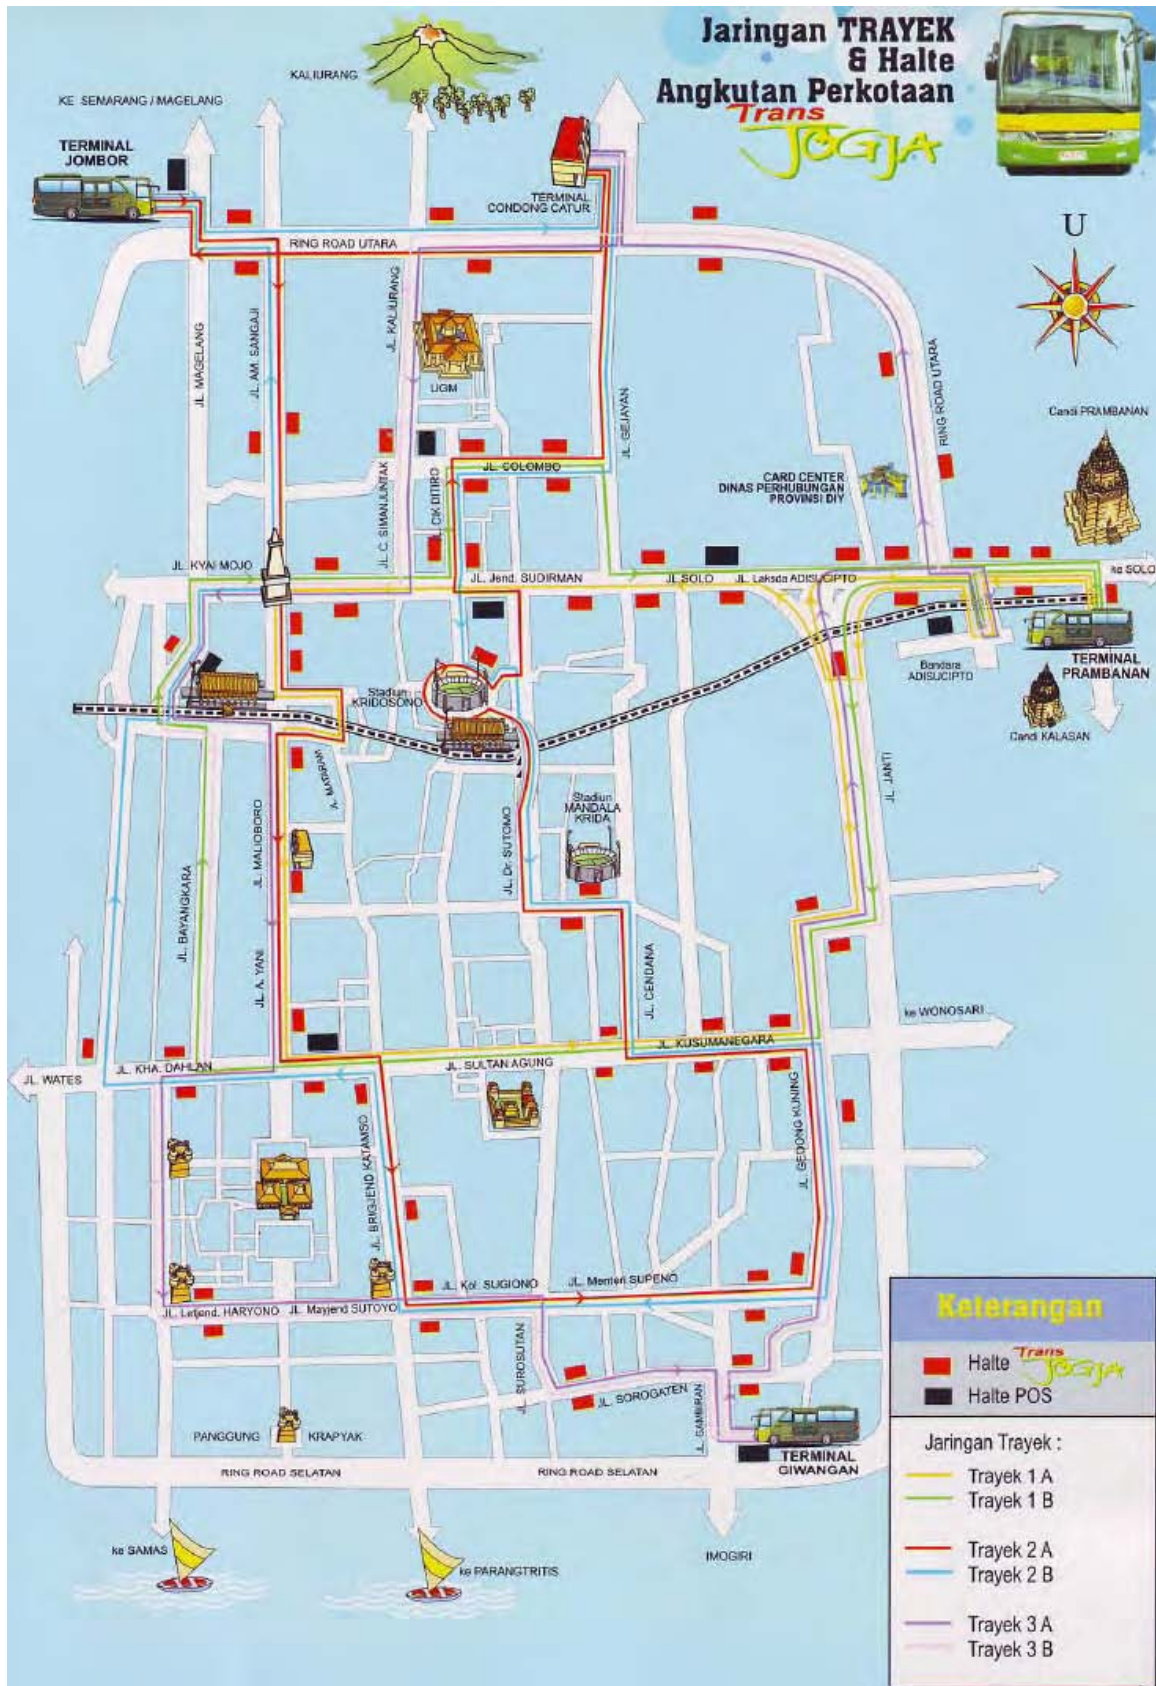 Jaringan TRAYEK
& Halte
Angkutan Perkotaan
Trans
JOGJA
KALIURANG
KE SEMARANG / MAGELANG
TERMINAL
JOMBOR
TERMINAL
CONDONG CATUR
U
RING ROAD UTARA
JL. MAGELANG
JL. AM. SANGAJI
JL. KALIURANG
UGM
JL. GEJAYAN
RING ROAD UTARA
Candi PRAMBANAN
JL. COLOMBO
CARD CENTER
DINAS PERHUBUNGAN
PROVINSI DIY
JL. C. SIMANJUNTAK
JL. CIK DITIRO
JL. KYAI MOJO
JL. Jend. SUDIRMAN
JL. SOLO
JL. Laksda ADISUCIPTO
ke SOLO
Stadiun
KRIDOSONO
Bandara
ADISUCIPTO
TERMINAL
PRAMBANAN
Candi KALASAN
A. MATARAM
JL. MALIOBORO
JL. Dr. SUTOMO
Stadiun
MANDALA
KRIDA
JL. JANTI
JL. BAYANGKARA
JL. A. YANI
JL. CENDANA
ke WONOSARI
JL. WATES
JL. KHA. DAHLAN
JL. SULTAN AGUNG
JL. KUSUMANEGARA
JL. BRIGJEND KATAMSO
JL. GEDONG KUNING
JL. Letjend. HARYONO
JL. Mayjend SUTOYO
JL. Kol. SUGIONO
JL. Menteri SUPENO
JL. SUROSUTAN
JL. SOROGATEN
JL. GAMBIRAN
PANGGUNG
KRAPYAK
TERMINAL
GIWANGAN
RING ROAD SELATAN
RING ROAD SELATAN
ke SAMAS
ke PARANGTRITIS
IMOGIRI
Keterangan
Halte Trans JOGJA
Halte POS
Jaringan Trayek :
Trayek 1 A
Trayek 1 B
Trayek 2 A
Trayek 2 B
Trayek 3 A
Trayek 3 B